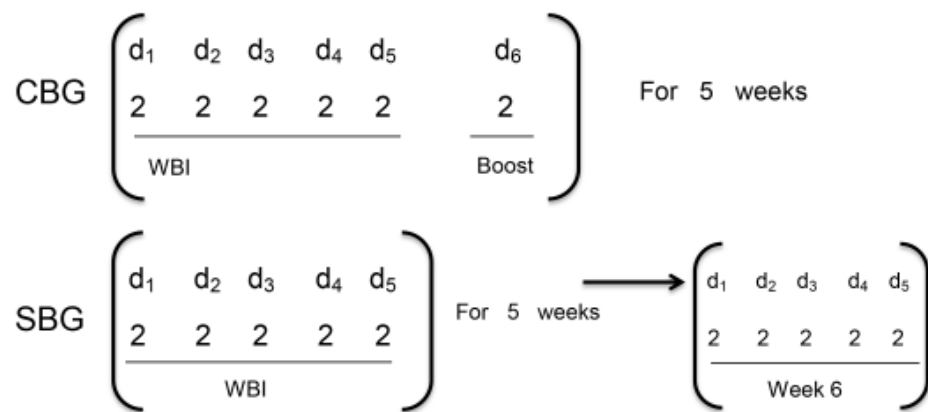 d₁ d₂ d₃ d₄ d₅ d₆
CBG 2 2 2 2 2 2 For 5 weeks
WBI Boost
d₁ d₂ d₃ d₄ d₅ d₁ d₂ d₃ d₄ d₅
SBG 2 2 2 2 2 For 5 weeks 2 2 2 2 2
WBI Week 6